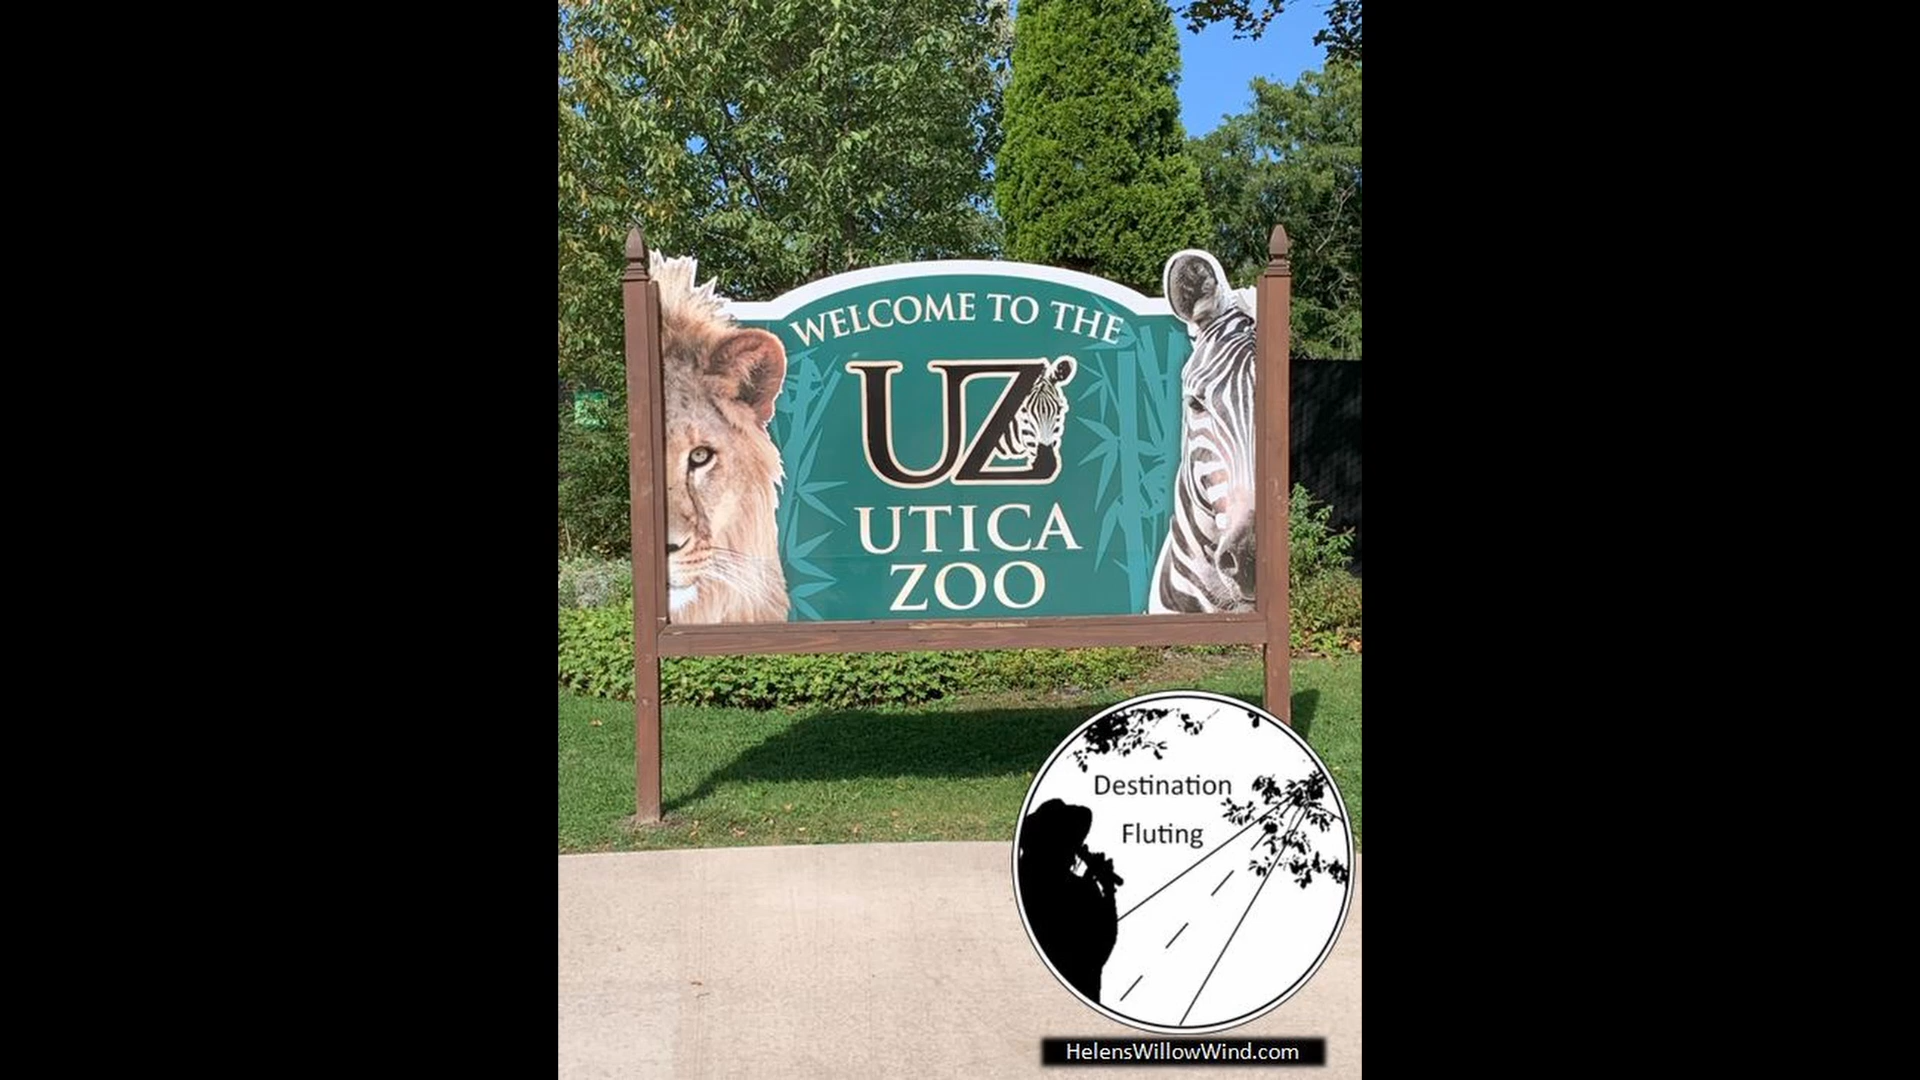 WELCOME TO THE
UZ
UTICA
ZOO
Destination
Fluting
HelensWillowWind.com